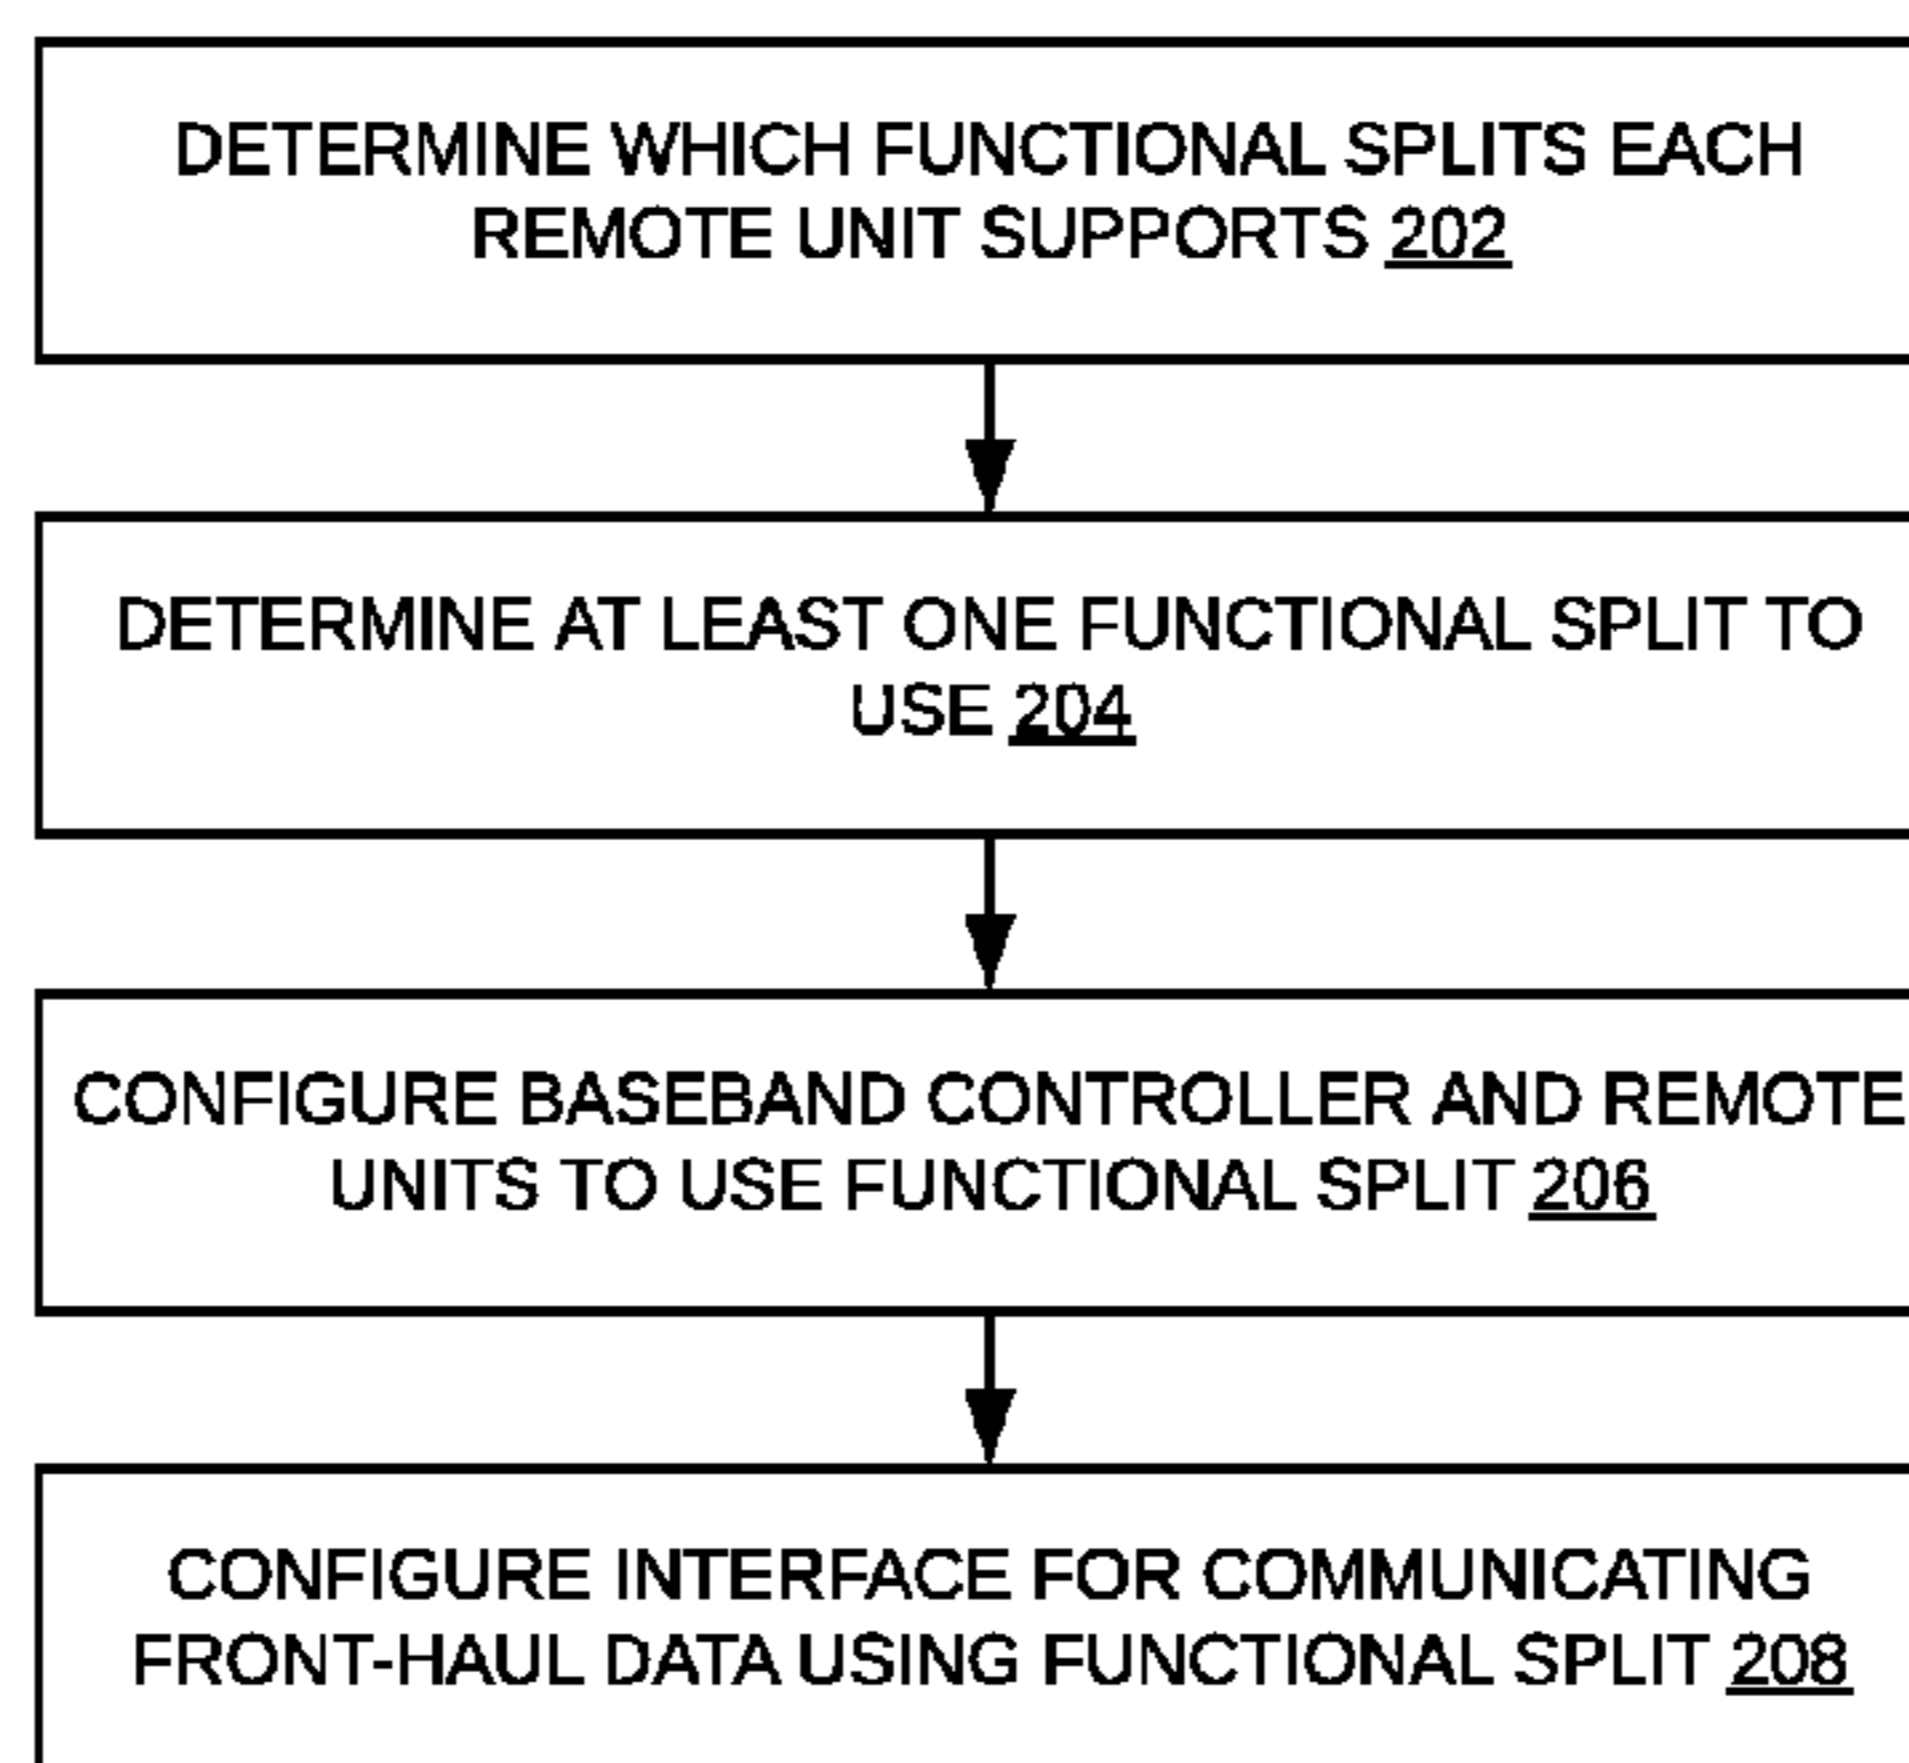 DETERMINE WHICH FUNCTIONAL SPLITS EACH
REMOTE UNIT SUPPORTS 202
DETERMINE AT LEAST ONE FUNCTIONAL SPLIT TO
USE 204
CONFIGURE BASEBAND CONTROLLER AND REMOTE
UNITS TO USE FUNCTIONAL SPLIT 206
CONFIGURE INTERFACE FOR COMMUNICATING
FRONT-HAUL DATA USING FUNCTIONAL SPLIT 208